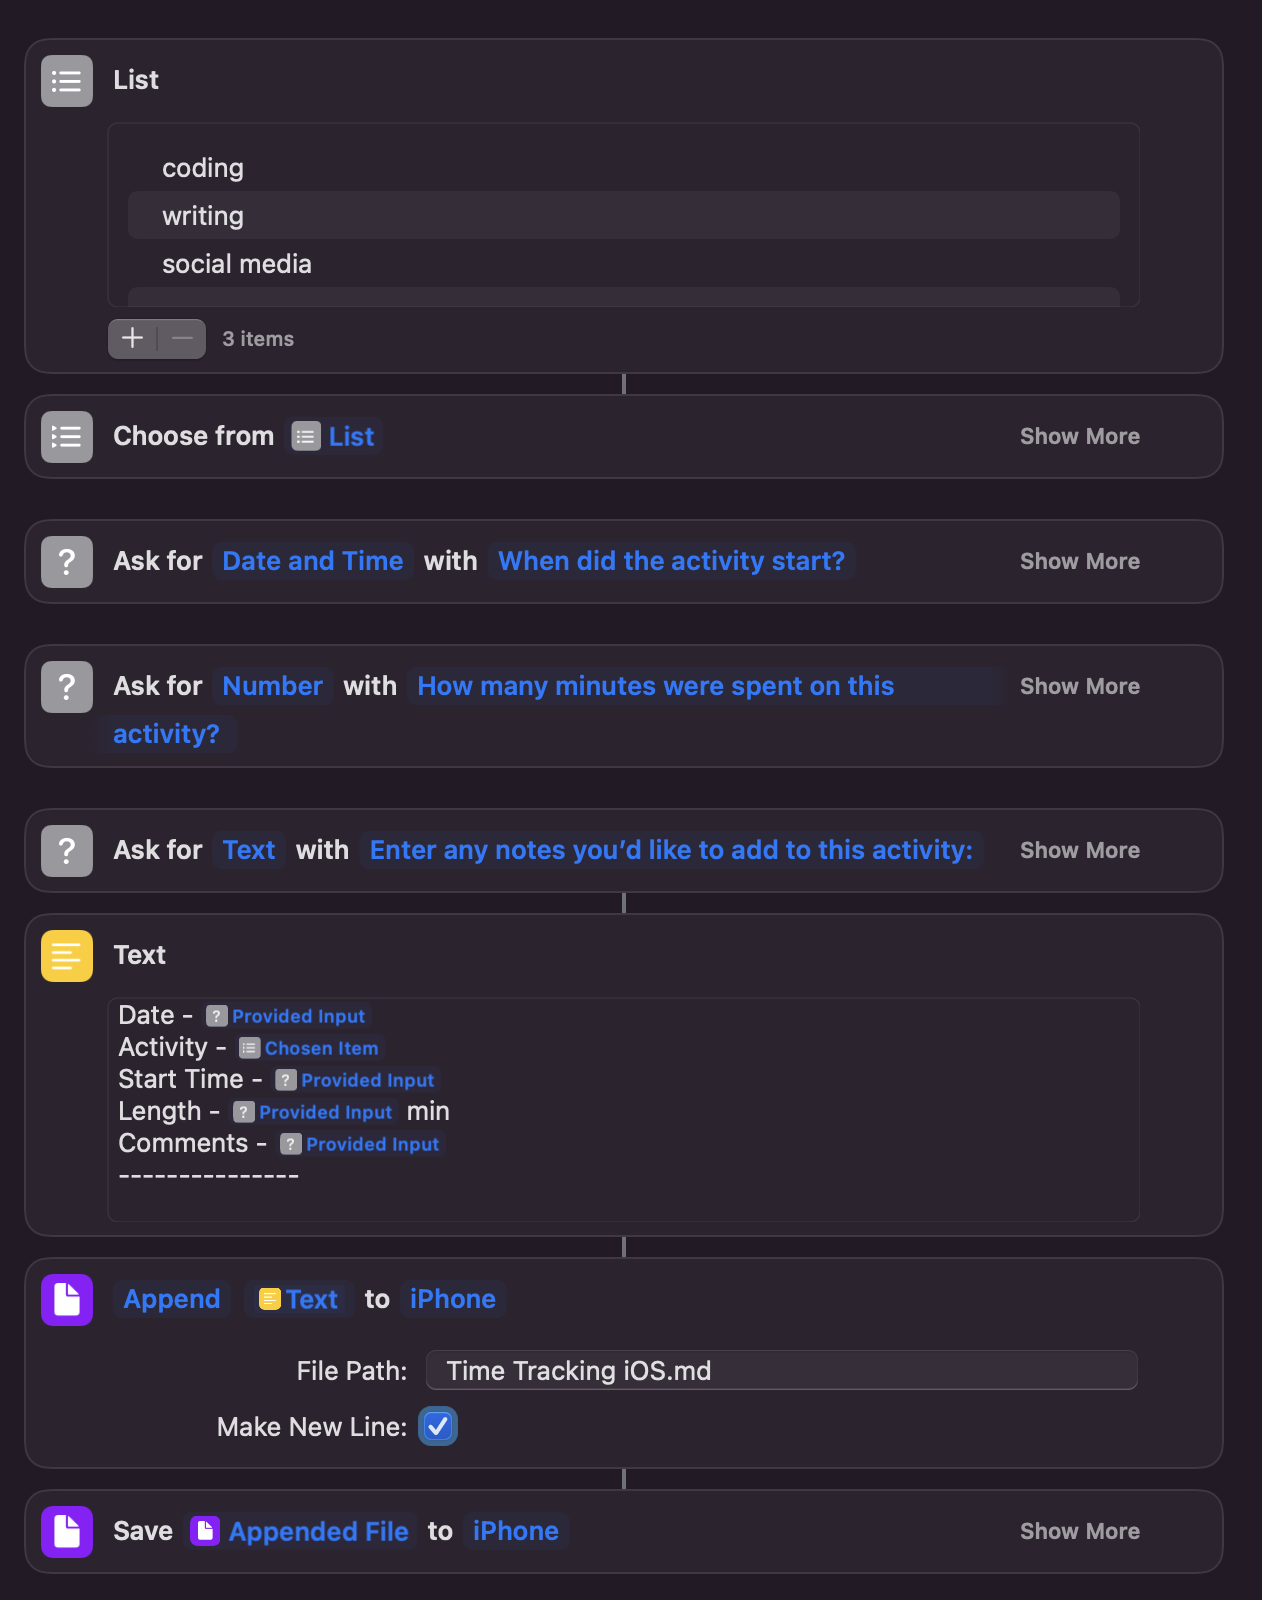 List
coding
writing
social media
3 items
Choose from List Show More
Ask for Date and Time with When did the activity start? Show More
Ask for Number with How many minutes were spent on this Show More
activity?
Ask for Text with Enter any notes you’d like to add to this activity: Show More
Text
Date - Provided Input
Activity - Chosen Item
Start Time - Provided Input
Length - Provided Input min
Comments - Provided Input
---------------
Append Text to iPhone
File Path: Time Tracking iOS.md
Make New Line:
Save Appended File to iPhone Show More